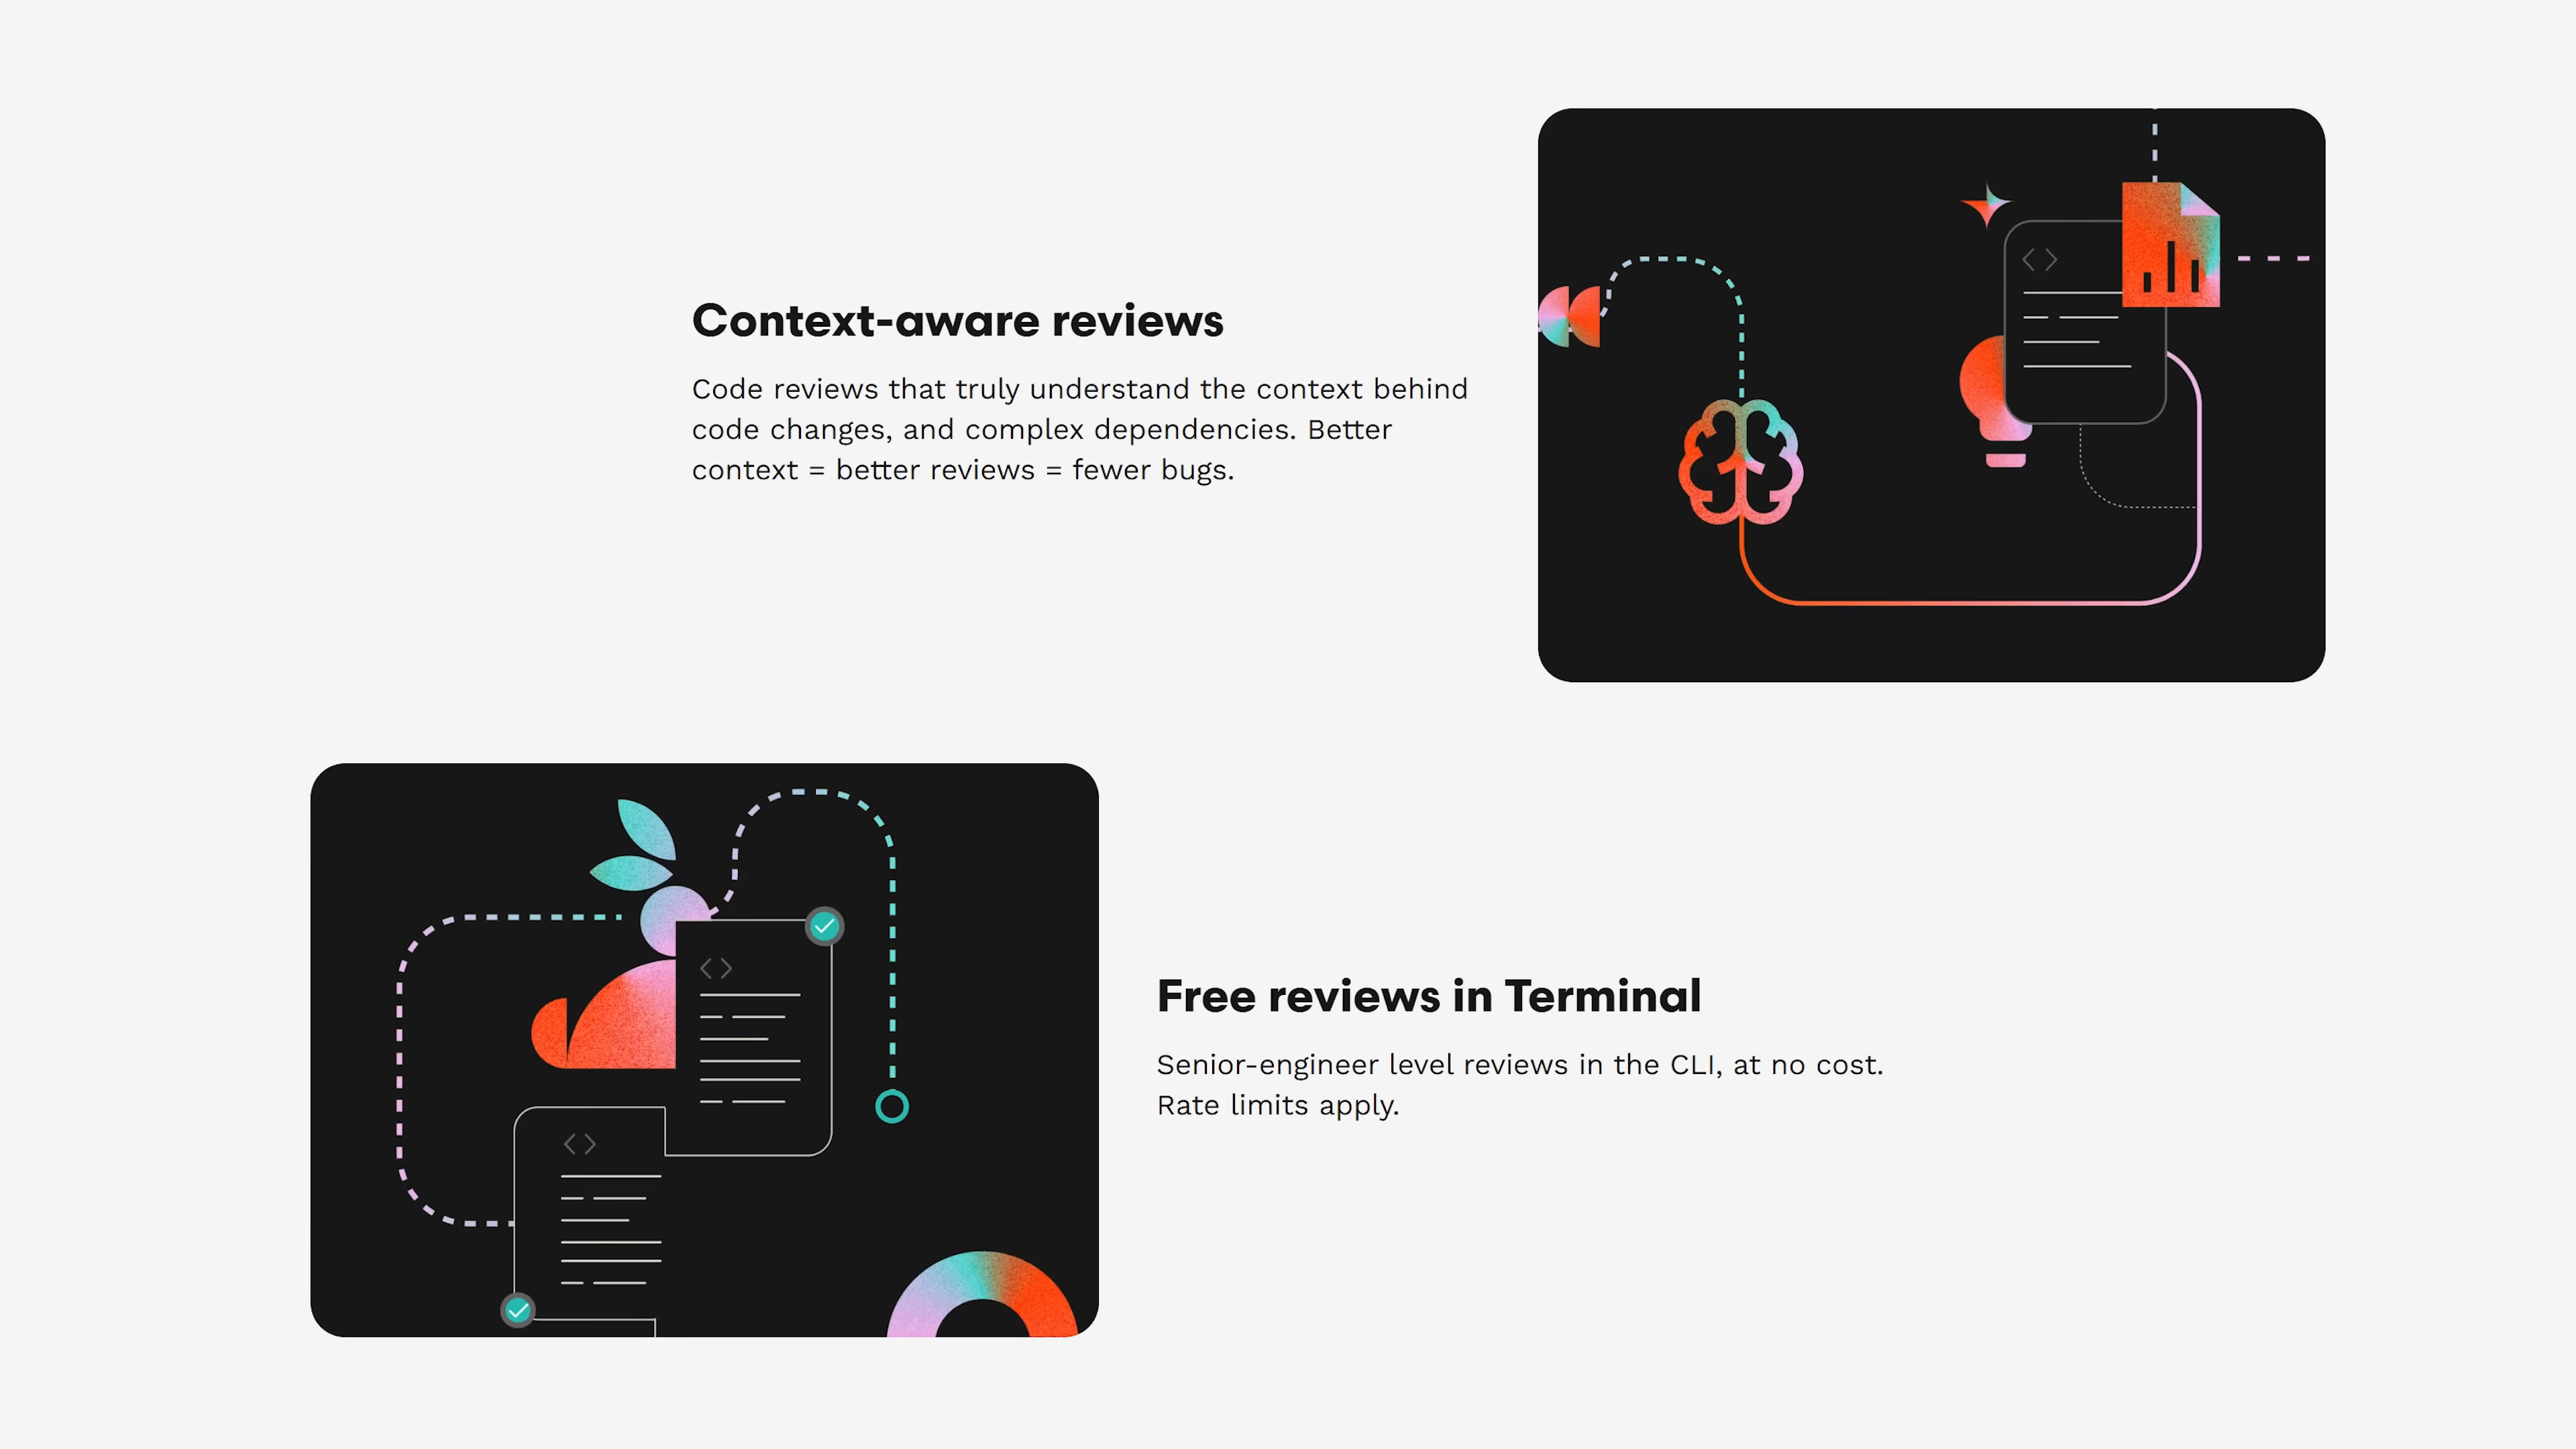 Context-aware reviews
Code reviews that truly understand the context behind
code changes, and complex dependencies. Better
context = better reviews = fewer bugs.
Free reviews in Terminal
Senior-engineer level reviews in the CLI, at no cost.
Rate limits apply.